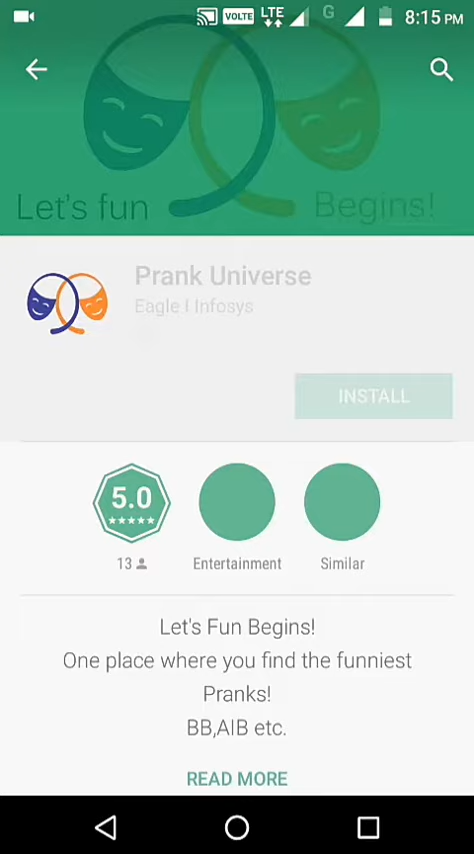 VOLTE LTE G 8:15 PM
Let's fun Begins!
Prank Universe
Eagle I Infosys
INSTALL
5.0
13
Entertainment
Similar
Let's Fun Begins!
One place where you find the funniest
Pranks!
BB,AIB etc.
READ MORE